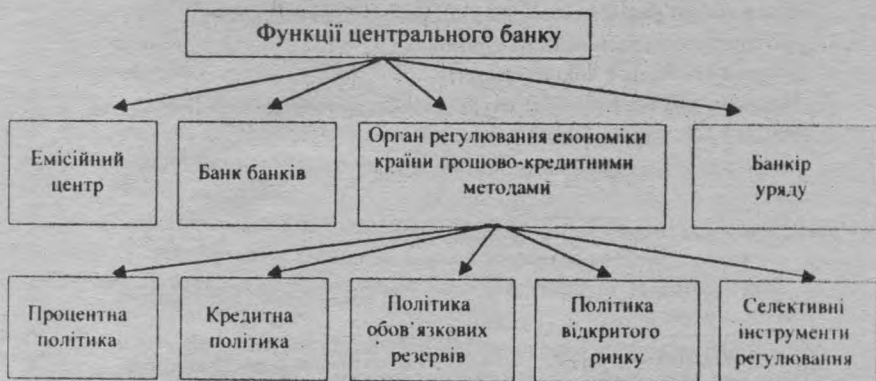 Функції центрального банку
Емісійний
центр
Банк банків
Орган регулювання економіки
країни грошово-кредитними
методами
Банкір
уряду
Процентна
політика
Кредитна
політика
Політика
обов'язкових
резервів
Політика
відкритого
ринку
Селективні
інструменти
регулювання